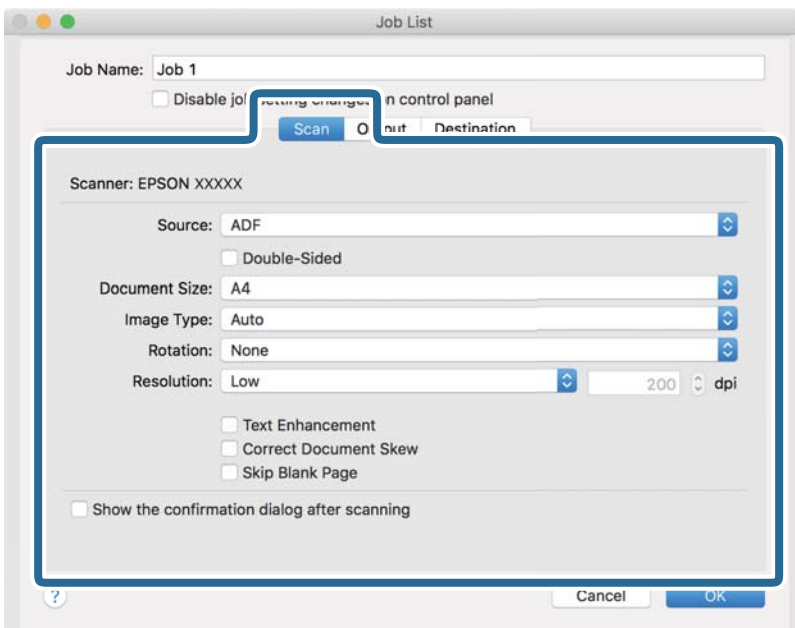 Job List
Job Name: Job 1
Disable on control panel
Scan Destination
Scanner: EPSON XXXXX
Source: ADF
Double-Sided
Document Size: A4
Image Type: Auto
Rotation: None
Resolution: Low 200 dpi
Text Enhancement
Correct Document Skew
Skip Blank Page
Show the confirmation dialog after scanning
? Cancel OK